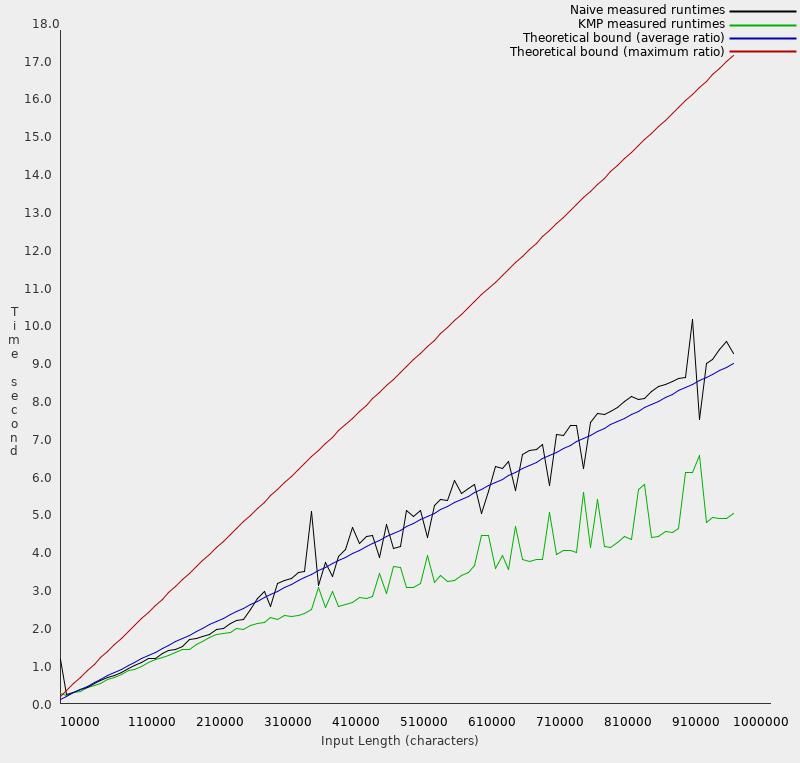 Naive measured runtimes
KMP measured runtimes
Theoretical bound (average ratio)
Theoretical bound (maximum ratio)
18.0
17.0
16.0
15.0
14.0
13.0
12.0
11.0
10.0
9.0
8.0
7.0
6.0
5.0
4.0
3.0
2.0
1.0
0.0
Time second
10000 110000 210000 310000 410000 510000 610000 710000 810000 910000 1000000
Input Length (characters)